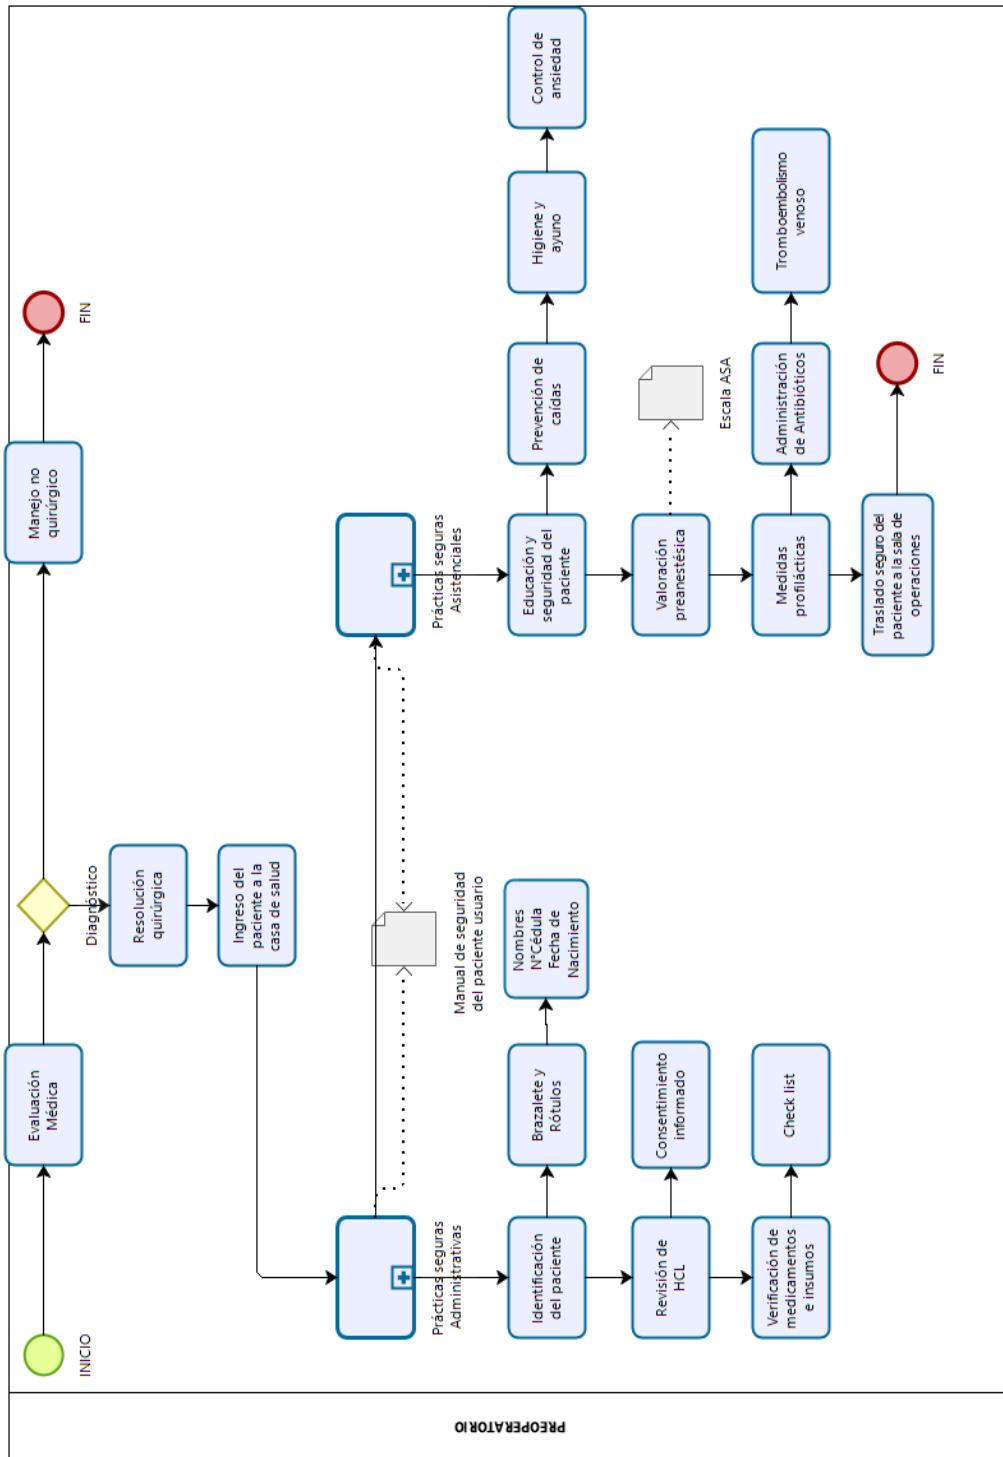 PREOPERATORIO
INICIO
Evaluación
Médica
Diagnóstico
Manejo no
quirúrgico
FIN
Resolución
quirúrgica
Ingreso del
paciente a la
casa de salud
Prácticas seguras
Administrativas
Manual de seguridad
del paciente usuario
Prácticas seguras
Asistenciales
Identificación
del paciente
Brazalete y
Rótulos
Nombres
N°Cédula
Fecha de
Nacimiento
Revisión de
HCL
Consentimiento
informado
Verificación de
medicamentos
e insumos
Check list
Educación y
seguridad del
paciente
Prevención de
caídas
Higiene y
ayuno
Control de
ansiedad
Valoración
preanestésica
Escala ASA
Medidas
profilácticas
Administración
de Antibióticos
Tromboembolismo
venoso
Traslado seguro del
paciente a la sala de
operaciones
FIN